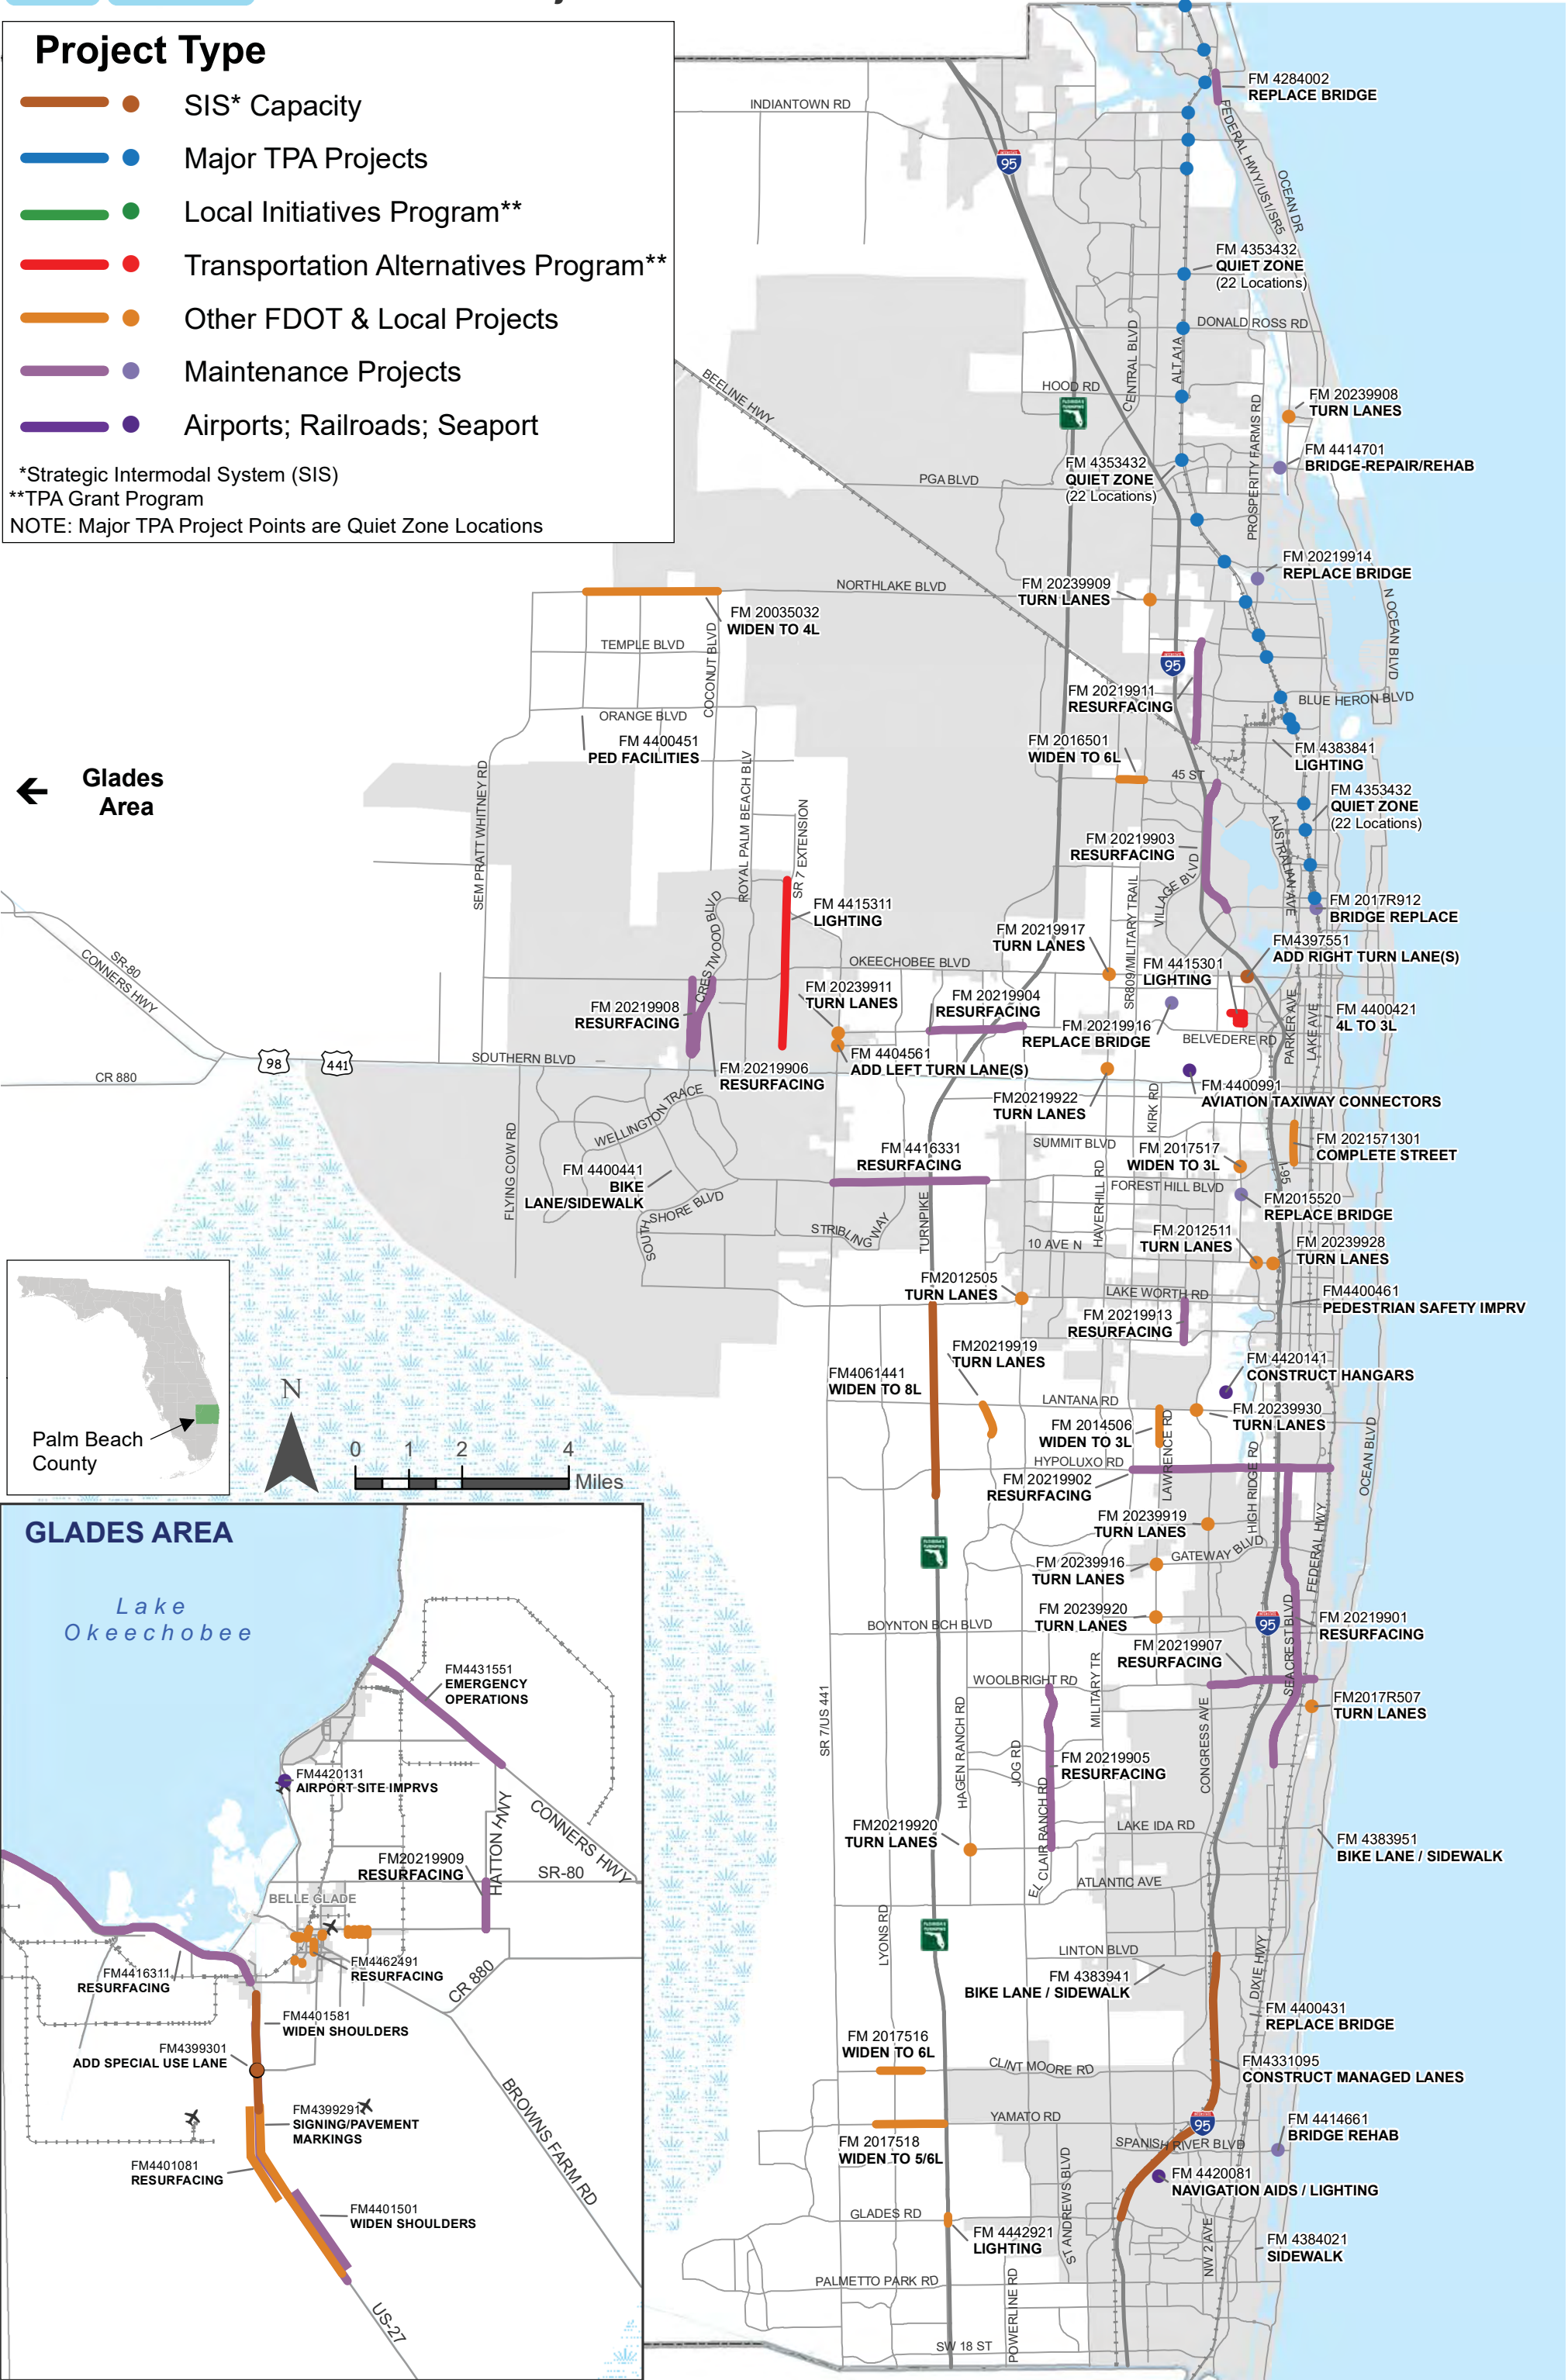 Project Type
SIS* Capacity
Major TPA Projects
Local Initiatives Program**
Transportation Alternatives Program**
Other FDOT & Local Projects
Maintenance Projects
Airports; Railroads; Seaport
*Strategic Intermodal System (SIS)
**TPA Grant Program
NOTE: Major TPA Project Points are Quiet Zone Locations
INDIANTOWN RD
95
FM 4284002
REPLACE BRIDGE
FEDERAL HWY/US1/SR5
OCEAN DR
FM 4353432
QUIET ZONE
(22 Locations)
DONALD ROSS RD
CENTRAL BLVD
ALT A1A
HOOD RD
BEELINE HWY
FM 20239908
TURN LANES
PROSPERITY FARMS RD
FM 4414701
BRIDGE-REPAIR/REHAB
FM 4353432
QUIET ZONE
(22 Locations)
PGA BLVD
FM 20219914
REPLACE BRIDGE
NORTHLAKE BLVD
FM 20239909
TURN LANES
N OCEAN BLVD
FM 20035032
WIDEN TO 4L
TEMPLE BLVD
COCONUT BLVD
95
FM 20219911
RESURFACING
BLUE HERON BLVD
ORANGE BLVD
FM 4400451
PED FACILITIES
FM 2016501
WIDEN TO 6L
45 ST
FM 4383841
LIGHTING
Glades
Area
SEM PRATT WHITNEY RD
ROYAL PALM BEACH BLV
SR 7 EXTENSION
FM 4353432
QUIET ZONE
(22 Locations)
AUSTRALIAN AVE
FM 20219903
RESURFACING
VILLAGE BLVD
SR809/MILITARY TRAIL
FM 4415311
LIGHTING
FM 2017R912
BRIDGE REPLACE
CRESTWOOD BLVD
FM 20219917
TURN LANES
FM4397551
ADD RIGHT TURN LANE(S)
SR-80
CONNERS HWY
OKEECHOBEE BLVD
FM 4415301
LIGHTING
FM 20239911
TURN LANES
FM 20219904
RESURFACING
FM 20219908
RESURFACING
FM 20219916
REPLACE BRIDGE
PARKER AVE
LAKE AVE
FM 4400421
4L TO 3L
BELVEDERE RD
98
441
SOUTHERN BLVD
CR 880
FM 20219906
RESURFACING
FM 4404561
ADD LEFT TURN LANE(S)
FM 4400991
AVIATION TAXIWAY CONNECTORS
FM20219922
TURN LANES
KIRK RD
WELLINGTON TRACE
FLYING COW RD
SUMMIT BLVD
FM 2021571301
COMPLETE STREET
I-95
FM 2017517
WIDEN TO 3L
FM 4416331
RESURFACING
FM 4400441
BIKE
LANE/SIDEWALK
HAVERHILL RD
FOREST HILL BLVD
FM2015520
REPLACE BRIDGE
SOUTH SHORE BLVD
STRIBLING WAY
TURNPIKE
10 AVE N
FM 2012511
TURN LANES
FM 20239928
TURN LANES
FM2012505
TURN LANES
LAKE WORTH RD
FM4400461
PEDESTRIAN SAFETY IMPRV
FM 20219913
RESURFACING
FM20219919
TURN LANES
FM 4420141
CONSTRUCT HANGARS
FM4061441
WIDEN TO 8L
LANTANA RD
FM 20239930
TURN LANES
FM 2014506
WIDEN TO 3L
LAWRENCE RD
HYPOLUXO RD
HIGH RIDGE RD
OCEAN BLVD
FM 20219902
RESURFACING
Palm Beach
County
N
0 1 2 4
Miles
FM 20239919
TURN LANES
GATEWAY BLVD
FEDERAL HWY
FM 20239916
TURN LANES
FM 20239920
TURN LANES
BOYNTON BCH BLVD
95
SEACREST BLVD
FM 20219901
RESURFACING
FM 20219907
RESURFACING
WOOLBRIGHT RD
MILITARY TR
CONGRESS AVE
FM2017R507
TURN LANES
SR 7/US 441
HAGEN RANCH RD
JOG RD
EL CLAIR RANCH RD
FM 20219905
RESURFACING
FM20219920
TURN LANES
LAKE IDA RD
FM 4383951
BIKE LANE / SIDEWALK
ATLANTIC AVE
LYONS RD
LINTON BLVD
DIXIE HWY
FM 4383941
BIKE LANE / SIDEWALK
FM 4400431
REPLACE BRIDGE
FM 2017516
WIDEN TO 6L
CLINT MOORE RD
FM4331095
CONSTRUCT MANAGED LANES
YAMATO RD
95
FM 4414661
BRIDGE REHAB
FM 2017518
WIDEN TO 5/6L
SPANISH RIVER BLVD
FM 4420081
NAVIGATION AIDS / LIGHTING
ST ANDREWS BLVD
GLADES RD
NW 2 AVE
FM 4442921
LIGHTING
FM 4384021
SIDEWALK
PALMETTO PARK RD
POWERLINE RD
SW 18 ST
GLADES AREA
Lake
Okeechobee
FM4431551
EMERGENCY
OPERATIONS
FM4420131
AIRPORT SITE IMPRVS
HATTON HWY
CONNERS HWY
FM20219909
RESURFACING
SR-80
BELLE GLADE
FM4416311
RESURFACING
FM4462491
RESURFACING
CR 880
FM4401581
WIDEN SHOULDERS
FM4399301
ADD SPECIAL USE LANE
FM4399291
SIGNING/PAVEMENT
MARKINGS
BROWNS FARM RD
FM4401081
RESURFACING
FM4401501
WIDEN SHOULDERS
US-27